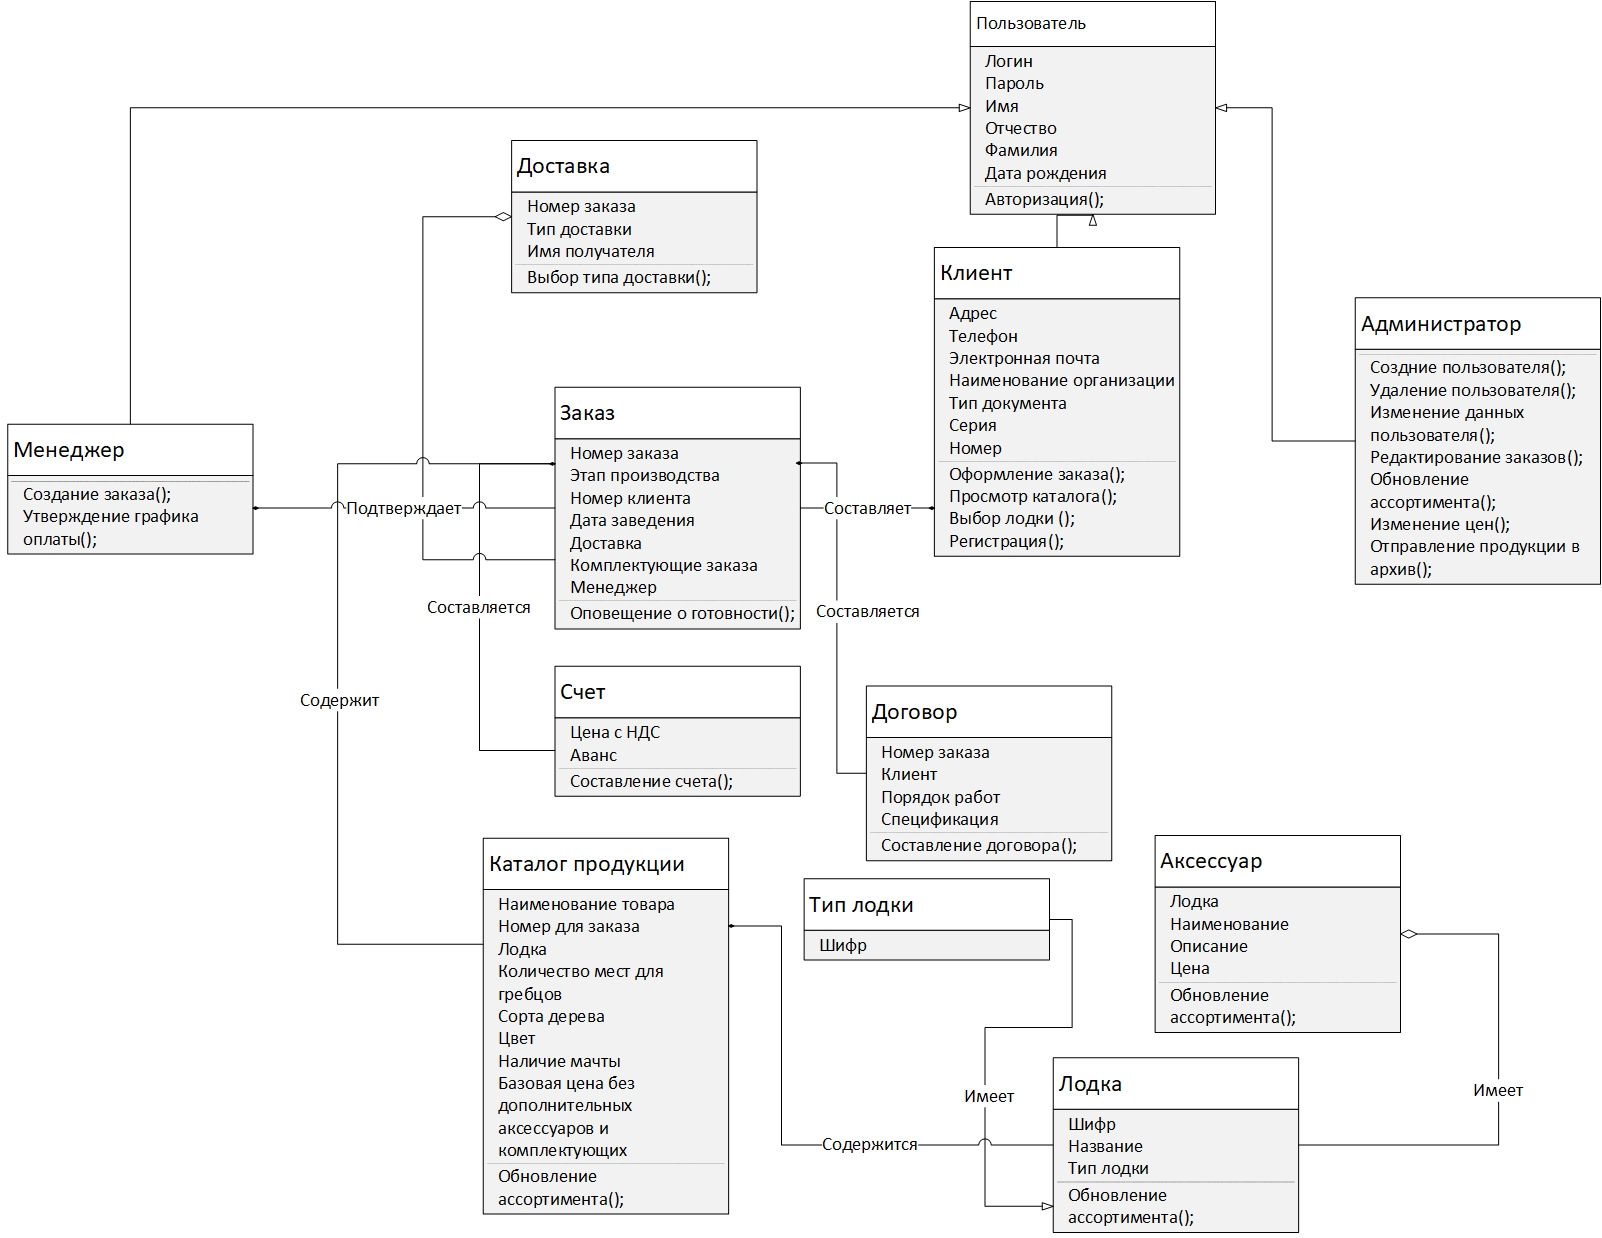 Пользователь
Логин
Пароль
Имя
Отчество
Фамилия
Дата рождения
Авторизация();
Доставка
Номер заказа
Тип доставки
Имя получателя
Выбор типа доставки();
Клиент
Адрес
Телефон
Электронная почта
Наименование организации
Тип документа
Серия
Номер
Оформление заказа();
Просмотр каталога();
Выбор лодки ();
Регистрация();
Администратор
Создние пользователя();
Удаление пользователя();
Изменение данных
пользователя();
Редактирование заказов();
Обновление
ассортимента();
Изменение цен();
Отправление продукции в
архив();
Менеджер
Создание заказа();
Утверждение графика
оплаты();
Подтверждает
Заказ
Номер заказа
Этап производства
Номер клиента
Дата заведения
Доставка
Комплектующие заказа
Менеджер
Оповещение о готовности();
Составляет
Составляется
Составляется
Содержит
Счет
Цена с НДС
Аванс
Составление счета();
Договор
Номер заказа
Клиент
Порядок работ
Спецификация
Составление договора();
Каталог продукции
Наименование товара
Номер для заказа
Лодка
Количество мест для
гребцов
Сорта дерева
Цвет
Наличие мачты
Базовая цена без
дополнительных
аксессуаров и
комплектующих
Обновление
ассортимента();
Тип лодки
Шифр
Аксессуар
Лодка
Наименование
Описание
Цена
Обновление
ассортимента();
Имеет
Имеет
Содержится
Лодка
Шифр
Название
Тип лодки
Обновление
ассортимента();